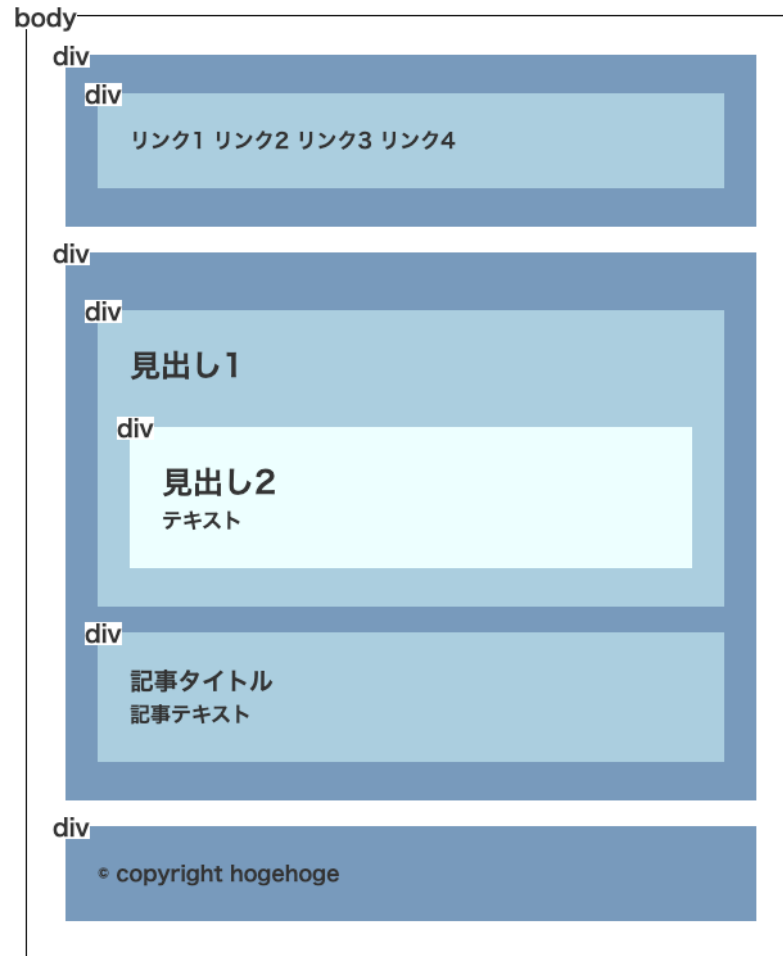 body
div
div
リンク1 リンク2 リンク3 リンク4
div
div
見出し1
div
見出し2
テキスト
div
記事タイトル
記事テキスト
div
© copyright hogehoge